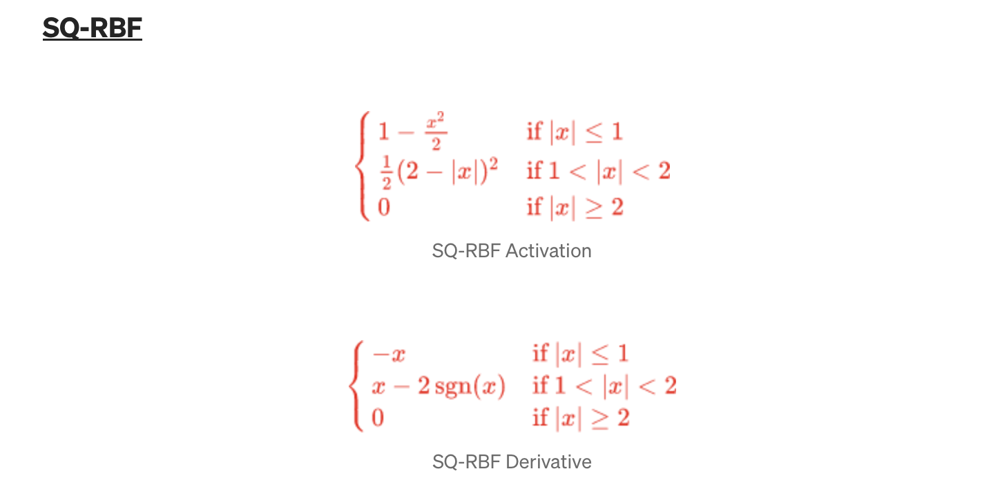 SQ-RBF
1 − x²/2 if |x| ≤ 1
½(2 − |x|)² if 1 < |x| < 2
0 if |x| ≥ 2
SQ-RBF Activation
−x if |x| ≤ 1
x − 2 sgn(x) if 1 < |x| < 2
0 if |x| ≥ 2
SQ-RBF Derivative